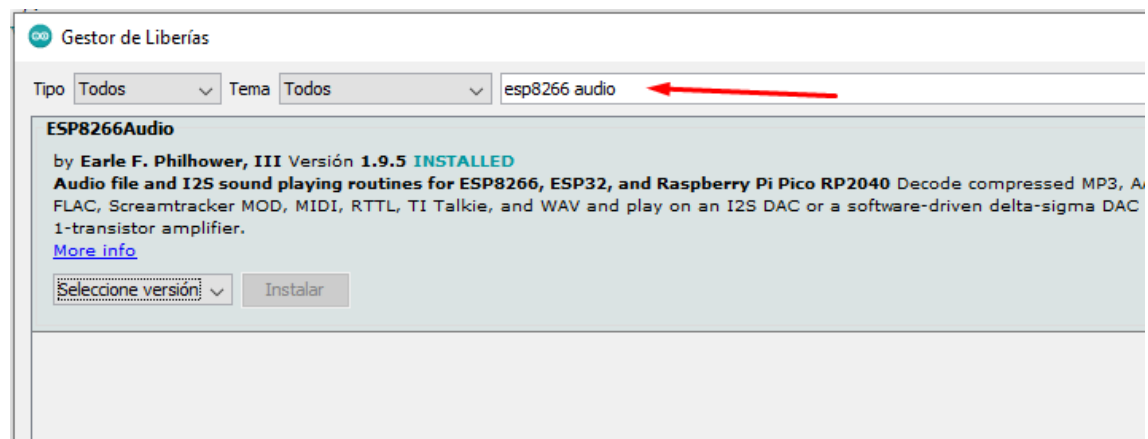 Gestor de Liberías
Tipo Todos Tema Todos esp8266 audio
ESP8266Audio
by Earle F. Philhower, III Versión 1.9.5 INSTALLED
Audio file and I2S sound playing routines for ESP8266, ESP32, and Raspberry Pi Pico RP2040 Decode compressed MP3,
FLAC, Screamtracker MOD, MIDI, RTTL, TI Talkie, and WAV and play on an I2S DAC or a software-driven delta-sigma DAC
1-transistor amplifier.
More info
Seleccione versión Instalar